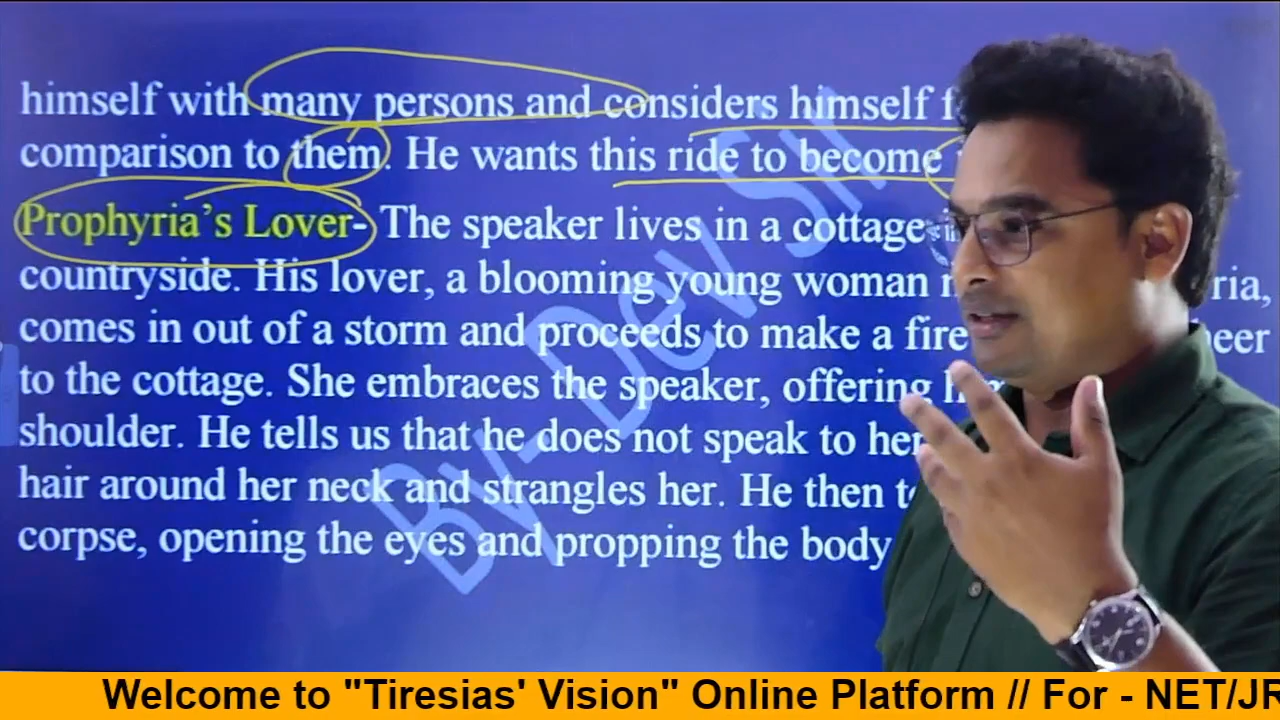 himself with many persons and considers himself
comparison to them. He wants this ride to become
Prophyria's Lover- The speaker lives in a cottage in
countryside. His lover, a blooming young woman ria,
comes in out of a storm and proceeds to make a fire heer
to the cottage. She embraces the speaker, offering
shoulder. He tells us that he does not speak to her
hair around her neck and strangles her. He then
corpse, opening the eyes and propping the body
By- Dev Sir
Welcome to "Tiresias' Vision" Online Platform // For - NET/JR